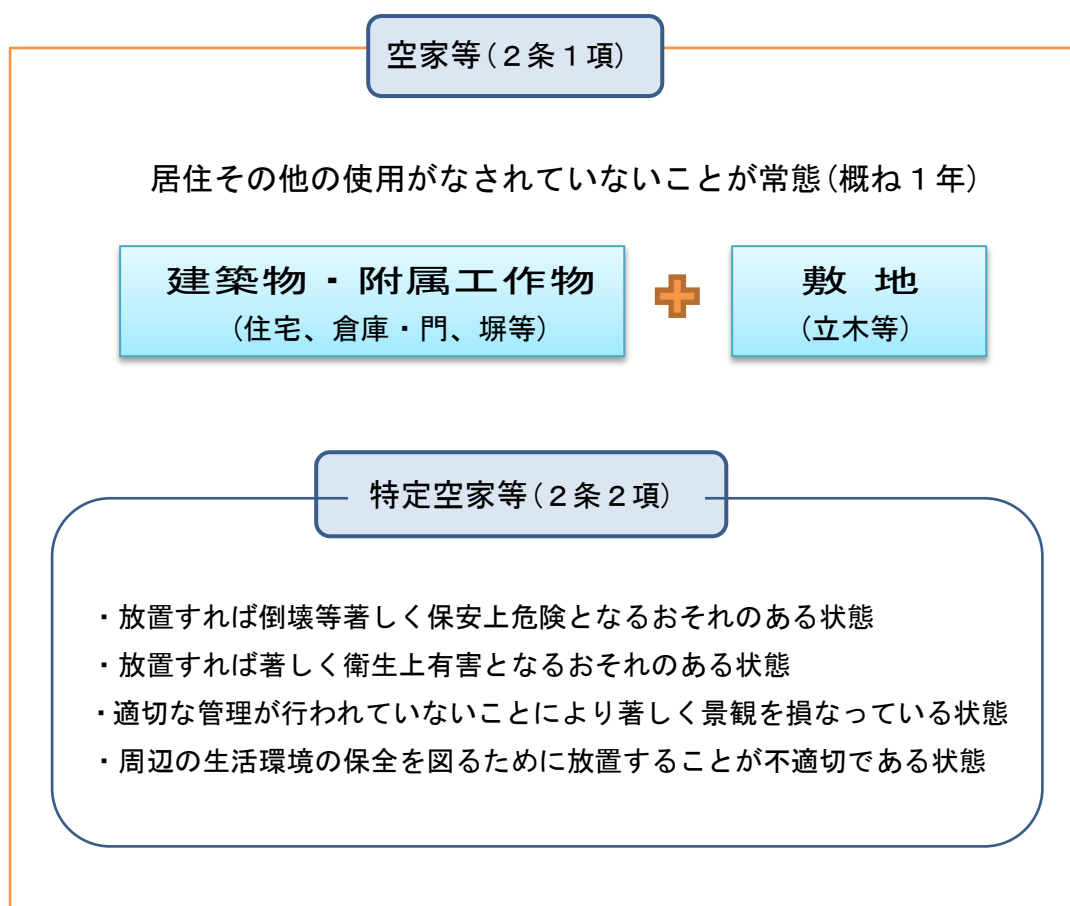 空家等(２条１項)
居住その他の使用がなされていないことが常態(概ね１年)
建築物・附属工作物
(住宅、倉庫・門、塀等)
敷 地
(立木等)
特定空家等(２条２項)
・放置すれば倒壊等著しく保安上危険となるおそれのある状態
・放置すれば著しく衛生上有害となるおそれのある状態
・適切な管理が行われていないことにより著しく景観を損なっている状態
・周辺の生活環境の保全を図るために放置することが不適切である状態